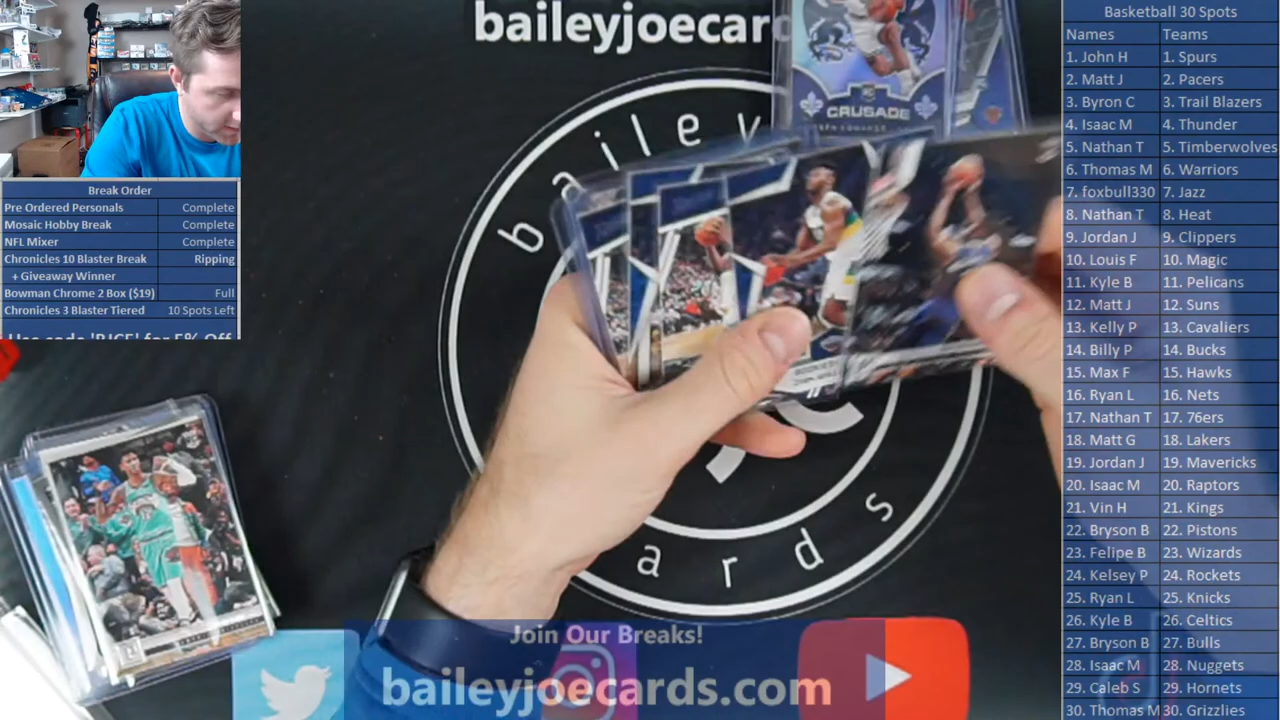 baileyjoecard
bailey
ards
CRUSADE
Break Order
Pre Ordered Personals Complete
Mosaic Hobby Break Complete
NFL Mixer Complete
Chronicles 10 Blaster Break Ripping
+ Giveaway Winner
Bowman Chrome 2 Box ($19) Full
Chronicles 3 Blaster Tiered 10 Spots Left
Join Our Breaks!
baileyjoecards.com
Basketball 30 Spots
Names Teams
1. John H 1. Spurs
2. Matt J 2. Pacers
3. Byron C 3. Trail Blazers
4. Isaac M 4. Thunder
5. Nathan T 5. Timberwolves
6. Thomas M 6. Warriors
7. foxbull330 7. Jazz
8. Nathan T 8. Heat
9. Jordan J 9. Clippers
10. Louis F 10. Magic
11. Kyle B 11. Pelicans
12. Matt J 12. Suns
13. Kelly P 13. Cavaliers
14. Billy P 14. Bucks
15. Max F 15. Hawks
16. Ryan L 16. Nets
17. Nathan T 17. 76ers
18. Matt G 18. Lakers
19. Jordan J 19. Mavericks
20. Isaac M 20. Raptors
21. Vin H 21. Kings
22. Bryson B 22. Pistons
23. Felipe B 23. Wizards
24. Kelsey P 24. Rockets
25. Ryan L 25. Knicks
26. Kyle B 26. Celtics
27. Bryson B 27. Bulls
28. Isaac M 28. Nuggets
29. Caleb S 29. Hornets
30. Thomas M 30. Grizzlies